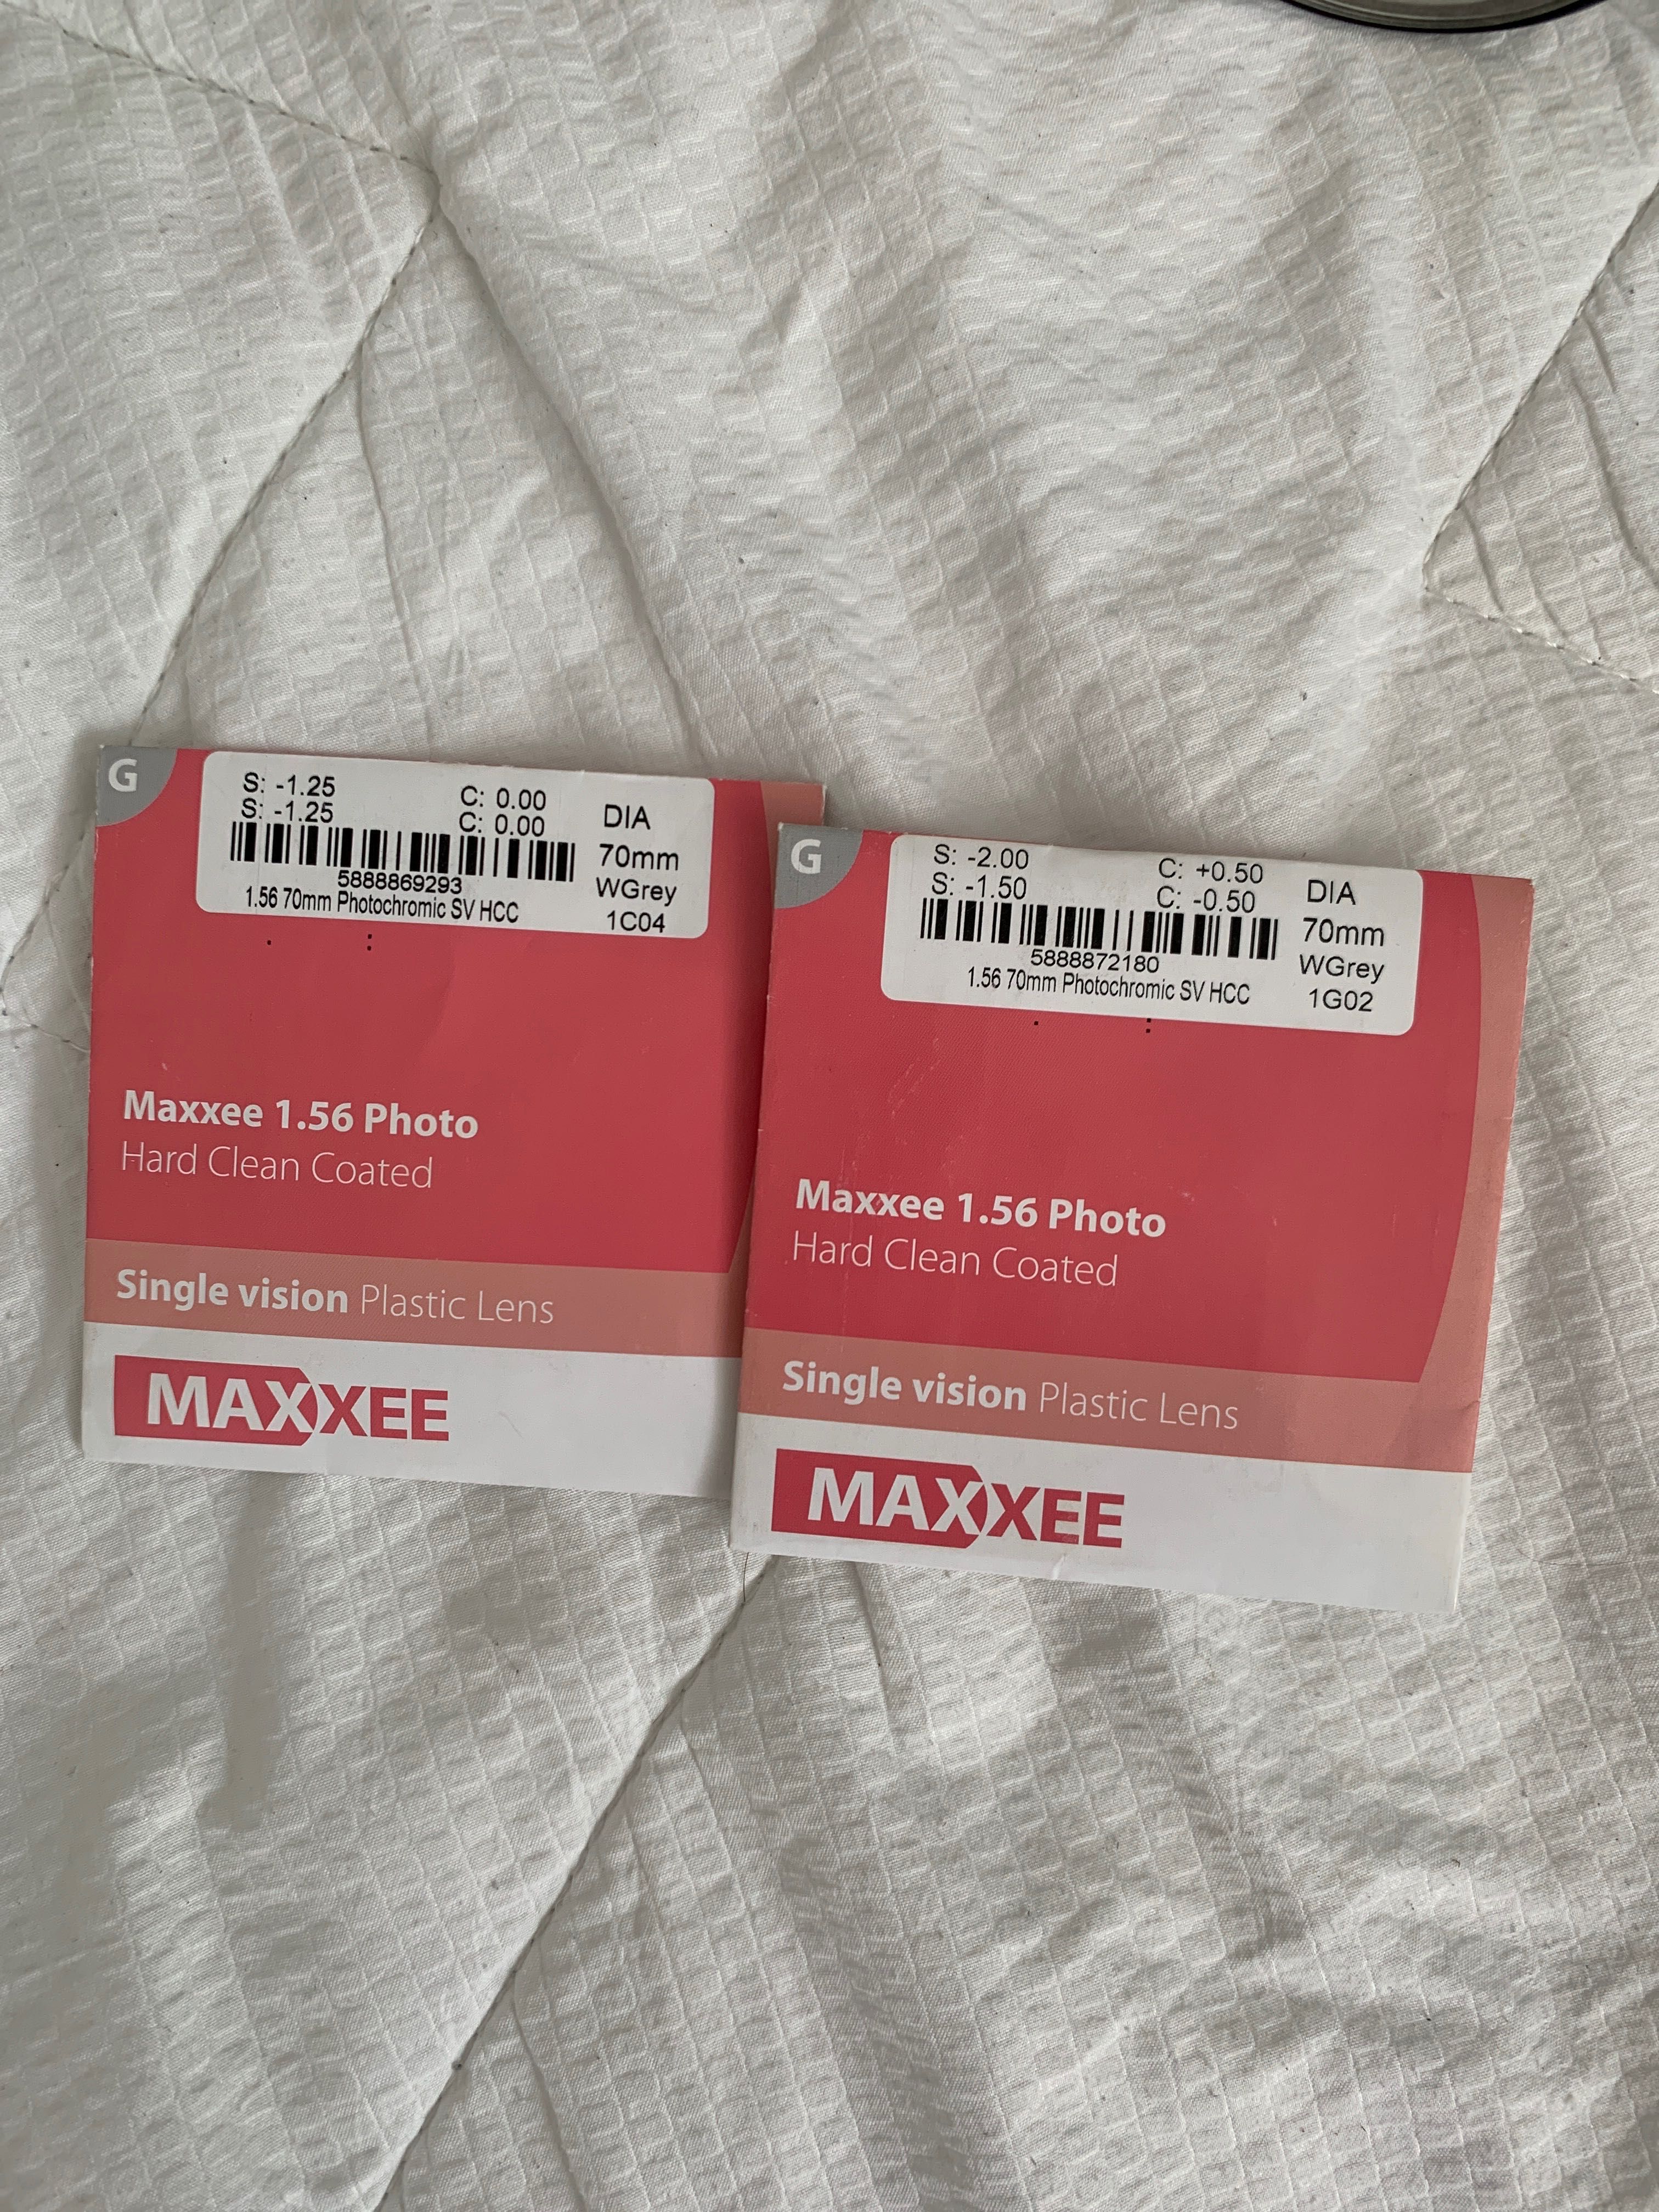 G
S: -1.25 C: 0.00
S: -1.25 C: 0.00
DIA
70mm
WGrey
1C04
5888869293
1.56 70mm Photochromic SV HCC
Maxxee 1.56 Photo
Hard Clean Coated
Single vision Plastic Lens
MAXXEE
G
S: -2.00 C: +0.50
S: -1.50 C: -0.50
DIA
70mm
WGrey
1G02
5888872180
1.56 70mm Photochromic SV HCC
Maxxee 1.56 Photo
Hard Clean Coated
Single vision Plastic Lens
MAXXEE